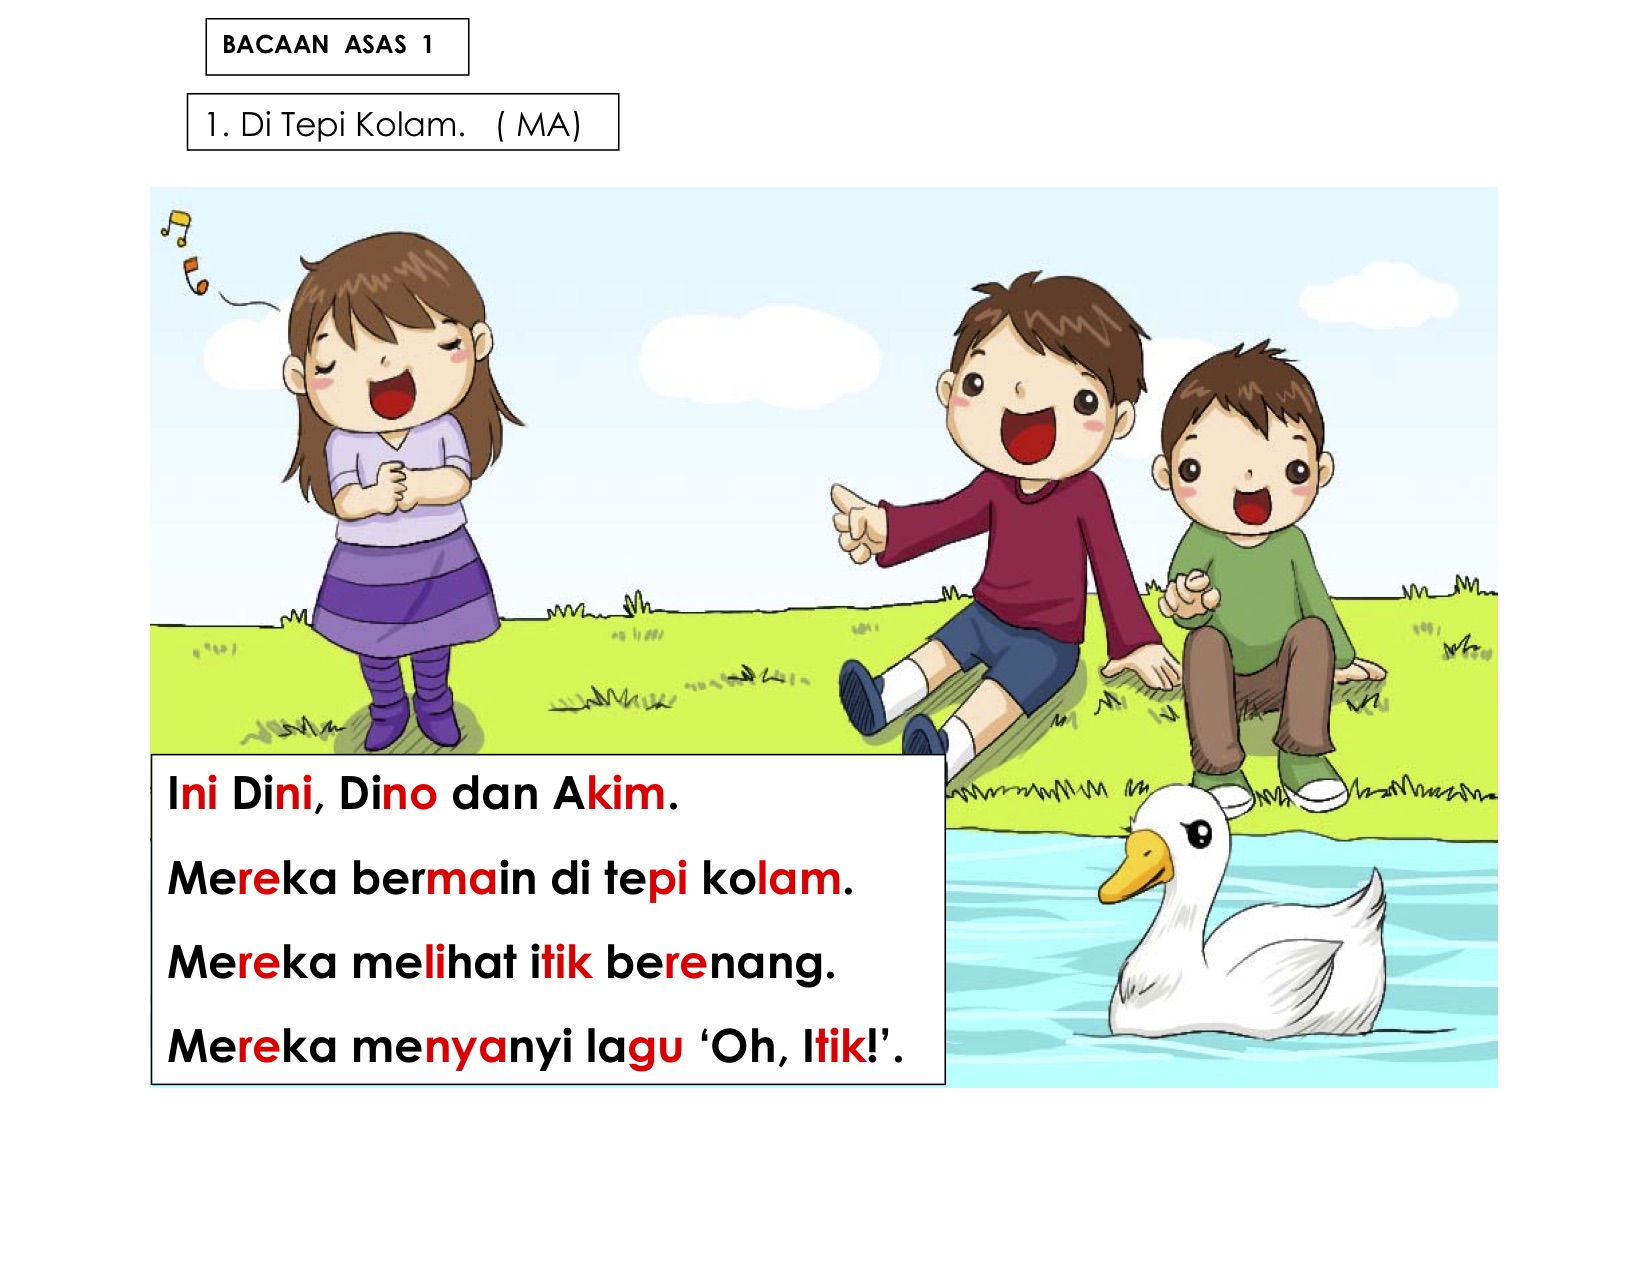 BACAAN ASAS 1
1. Di Tepi Kolam. ( MA)
Ini Dini, Dino dan Akim.
Mereka bermain di tepi kolam.
Mereka melihat itik berenang.
Mereka menyanyi lagu ‘Oh, Itik!’.